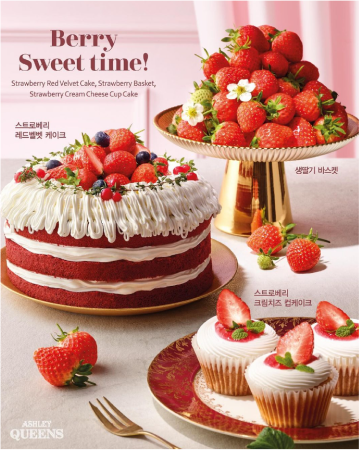 Berry
Sweet time!
Strawberry Red Velvet Cake, Strawberry Basket,
Strawberry Cream Cheese Cup Cake
스트로베리
레드벨벳 케이크
생딸기 바스켓
스트로베리
크림치즈 컵케이크
ASHLEY
QUEENS